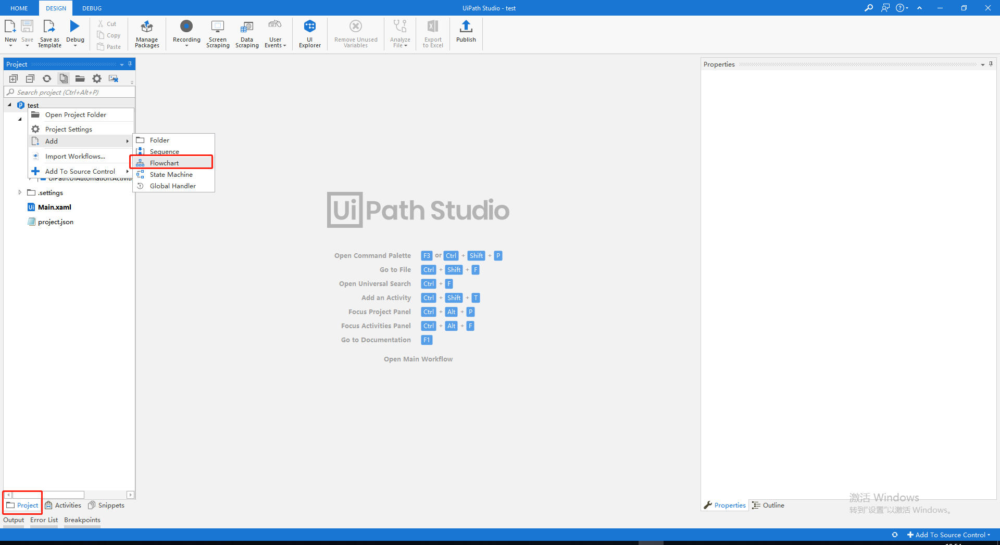 HOME DESIGN DEBUG UiPath Studio - test
New Save Save as Template Debug
Cut
Copy
Paste
Manage Packages Recording Screen Scraping Data Scraping User Events UI Explorer Remove Unused Variables Analyze File Export to Excel Publish
Project
Search project (Ctrl+Alt+P)
test
Open Project Folder
Project Settings
Add
Import Workflows...
Add To Source Control
Folder
Sequence
Flowchart
State Machine
Global Handler
UiPath.UIAutomation.Activiti
.settings
Main.xaml
project.json
Ui Path Studio
Open Command Palette F3 or Ctrl + Shift + P
Go to File Ctrl + Shift + F
Open Universal Search Ctrl + F
Add an Activity Ctrl + Shift + T
Focus Project Panel Ctrl + Alt + P
Focus Activities Panel Ctrl + Alt + F
Go to Documentation F1
Open Main Workflow
Properties
激活 Windows
转到"设置"以激活 Windows。
Project Activities Snippets
Properties Outline
Output Error List Breakpoints
Add To Source Control